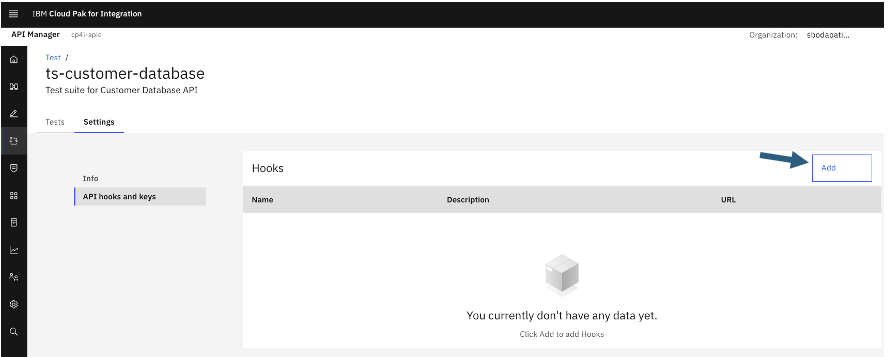 IBM Cloud Pak for Integration
API Manager cp4i-apic Organization: sbodapati...
Test /
ts-customer-database
Test suite for Customer Database API
Tests Settings
Info
API hooks and keys
Hooks Add
Name Description URL
You currently don't have any data yet.
Click Add to add Hooks